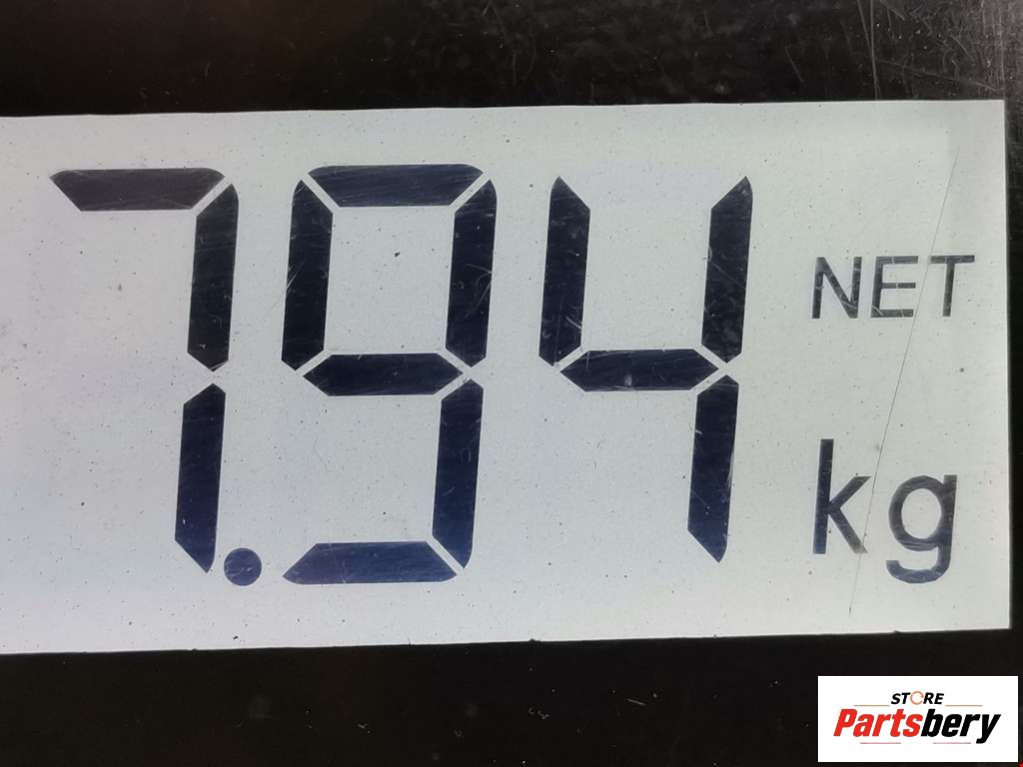 7.94 NET
kg
STORE
Partsbery